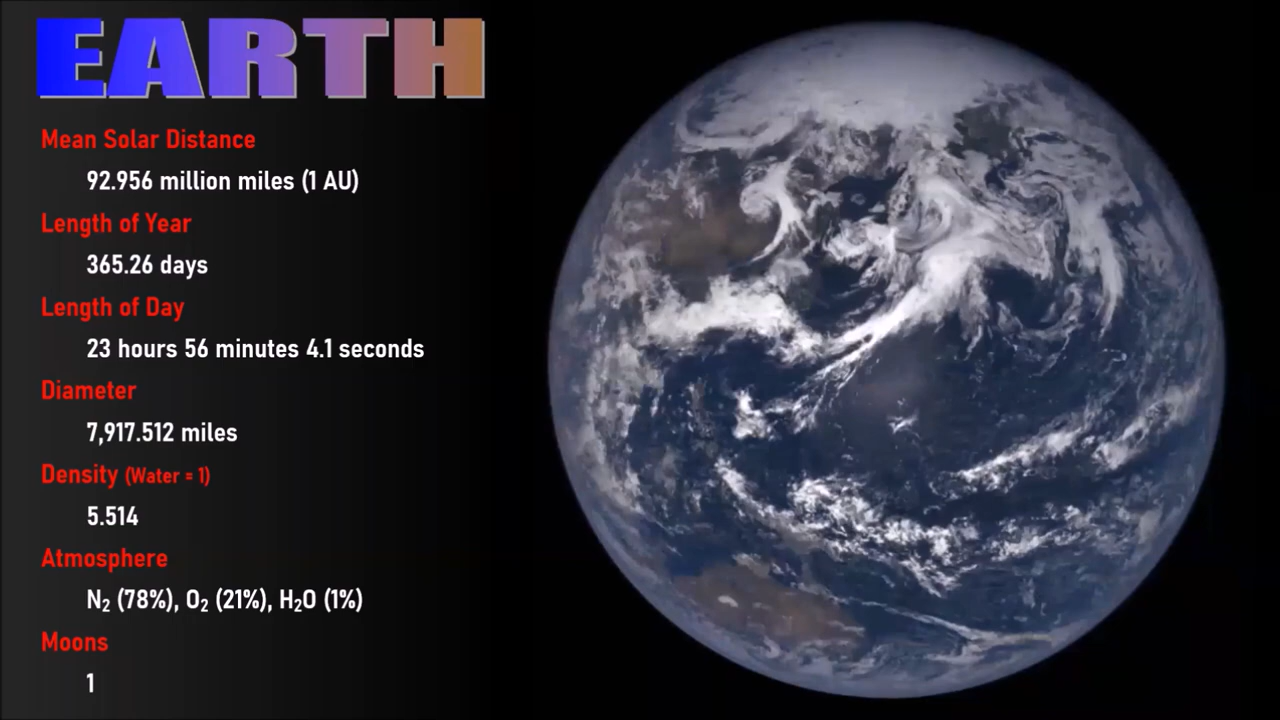 EARTH
Mean Solar Distance
92.956 million miles (1 AU)
Length of Year
365.26 days
Length of Day
23 hours 56 minutes 4.1 seconds
Diameter
7,917.512 miles
Density (Water = 1)
5.514
Atmosphere
N₂ (78%), O₂ (21%), H₂O (1%)
Moons
1